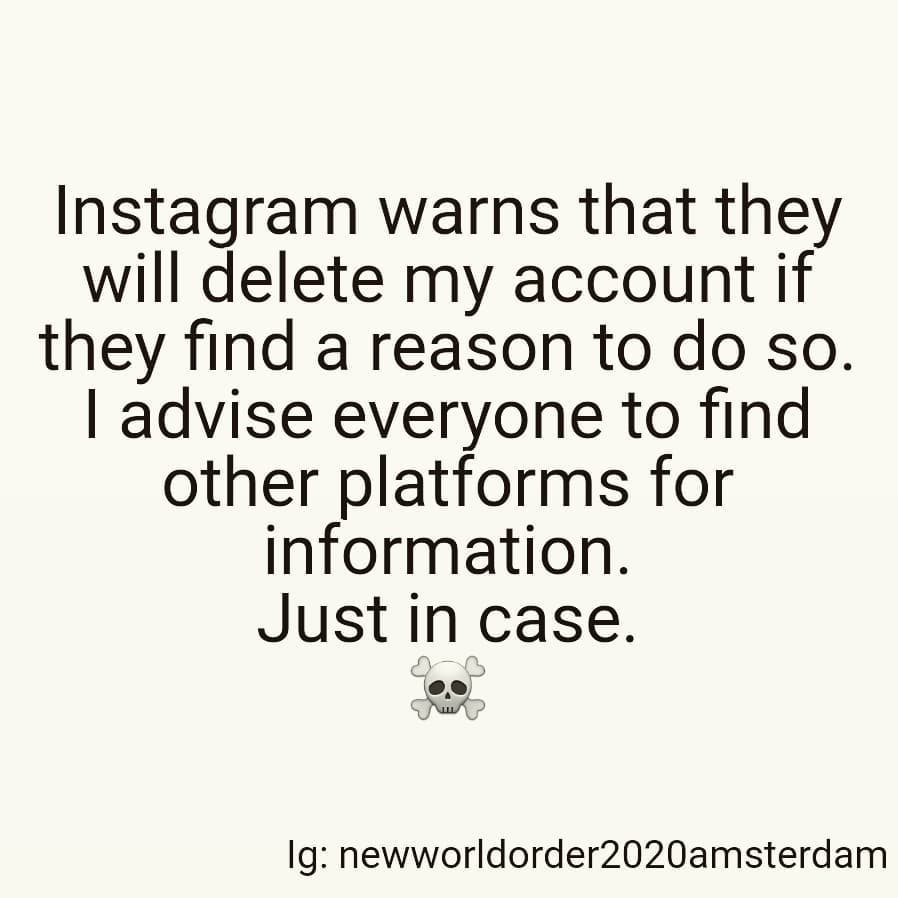 Instagram warns that they
will delete my account if
they find a reason to do so.
I advise everyone to find
other platforms for
information.
Just in case.
☠️
Ig: newworldorder2020amsterdam